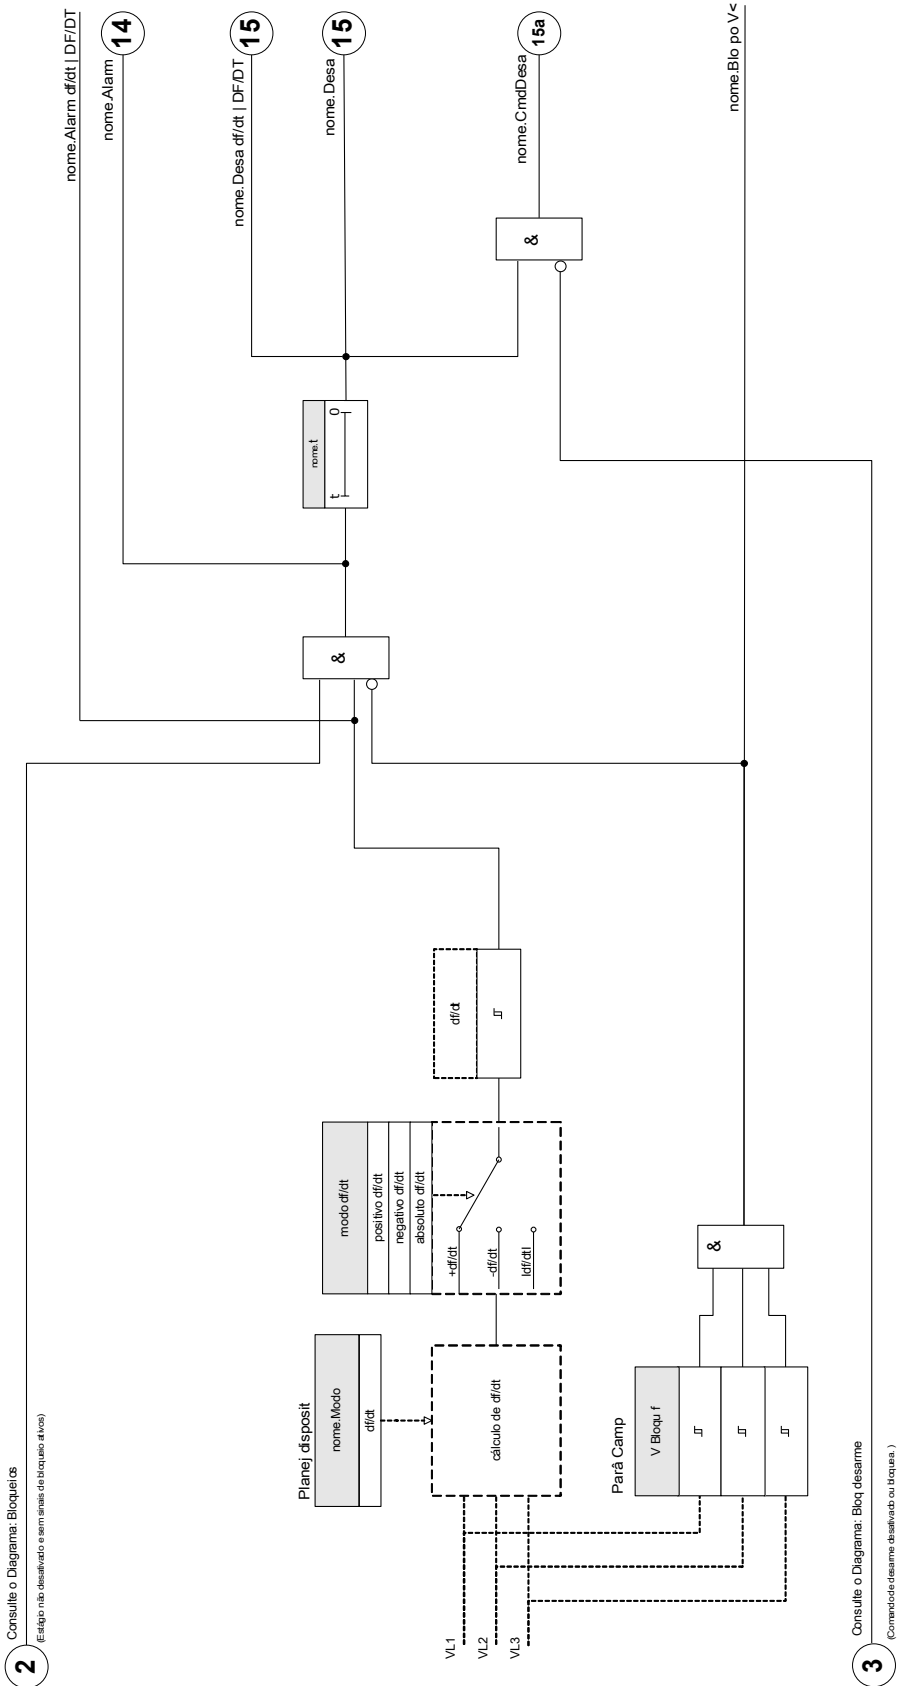 2
Consulte o Diagrama: Bloqueios
(Estágio não desativado e sem sinais de bloqueio ativos)
nome.Alarm df/dt | DF/DT
nome.Alarm
14
nome.Desa df/dt | DF/DT
15
nome.Desa
15
nome.CmdDesa
15a
nome.Blo po V<
&
nome.t
t
0
&
Planej disposit
nome.Modo
df/dt
cálculo de df/dt
modo df/dt
positivo df/dt
negativo df/dt
absoluto df/dt
+df/dt
-df/dt
|df/dt|
df/dt
VL1
VL2
VL3
Parâ Camp
V Bloqu f
&
3
Consulte o Diagrama: Bloq desarme
(Comando de desarme desativado ou bloquea. )